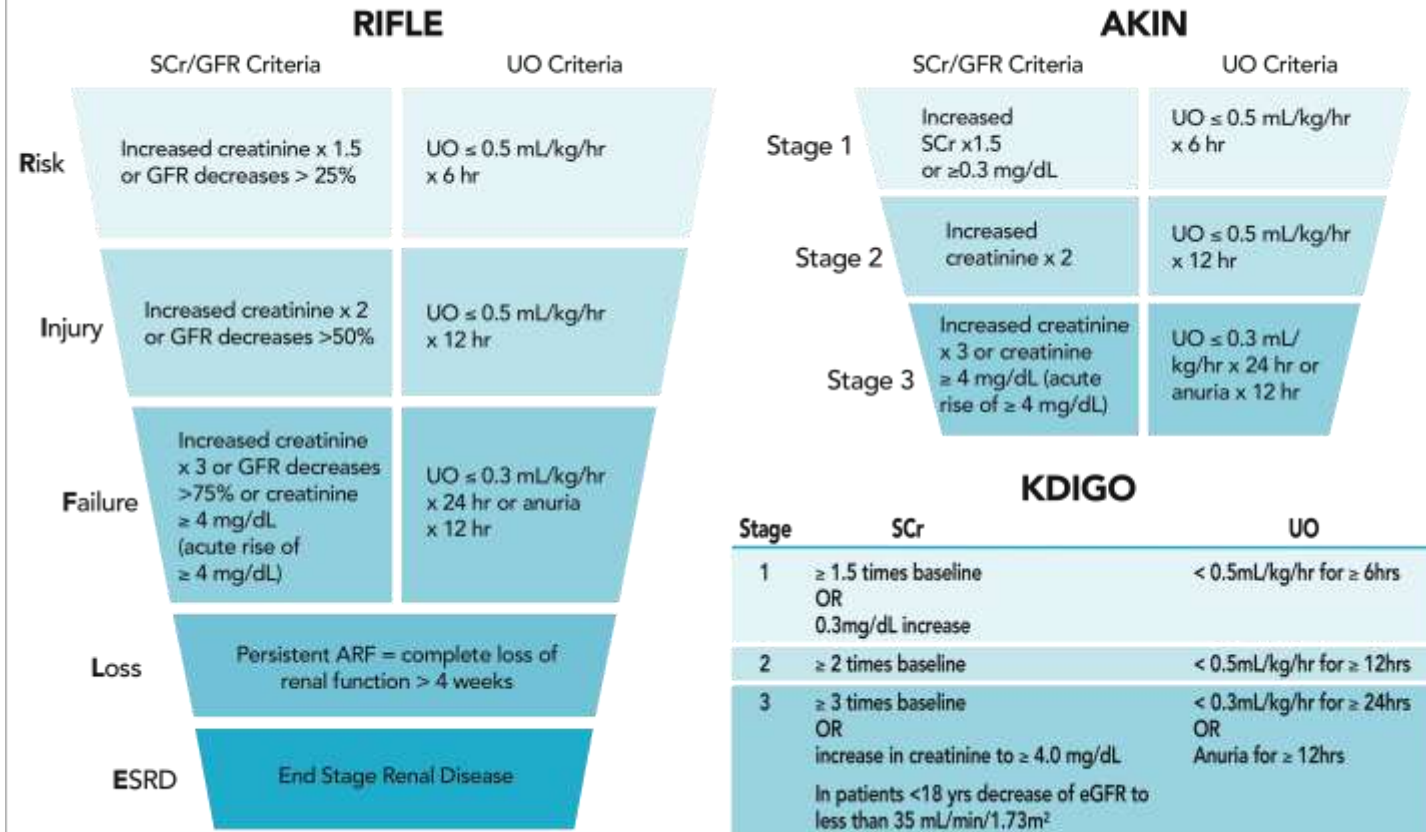 RIFLE
SCr/GFR Criteria
UO Criteria
Risk
Increased creatinine x 1.5
or GFR decreases > 25%
UO ≤ 0.5 mL/kg/hr
x 6 hr
Injury
Increased creatinine x 2
or GFR decreases >50%
UO ≤ 0.5 mL/kg/hr
x 12 hr
Failure
Increased creatinine
x 3 or GFR decreases
>75% or creatinine
≥ 4 mg/dL
(acute rise of
≥ 4 mg/dL)
UO ≤ 0.3 mL/kg/hr
x 24 hr or anuria
x 12 hr
Loss
Persistent ARF = complete loss of
renal function > 4 weeks
ESRD
End Stage Renal Disease
AKIN
SCr/GFR Criteria
UO Criteria
Stage 1
Increased
SCr x1.5
or ≥0.3 mg/dL
UO ≤ 0.5 mL/kg/hr
x 6 hr
Stage 2
Increased
creatinine x 2
UO ≤ 0.5 mL/kg/hr
x 12 hr
Stage 3
Increased creatinine
x 3 or creatinine
≥ 4 mg/dL (acute
rise of ≥ 4 mg/dL)
UO ≤ 0.3 mL/
kg/hr x 24 hr or
anuria x 12 hr
KDIGO
Stage SCr UO
1 ≥ 1.5 times baseline < 0.5mL/kg/hr for ≥ 6hrs
OR
0.3mg/dL increase
2 ≥ 2 times baseline < 0.5mL/kg/hr for ≥ 12hrs
3 ≥ 3 times baseline < 0.3mL/kg/hr for ≥ 24hrs
OR OR
increase in creatinine to ≥ 4.0 mg/dL Anuria for ≥ 12hrs
In patients <18 yrs decrease of eGFR to
less than 35 mL/min/1.73m²